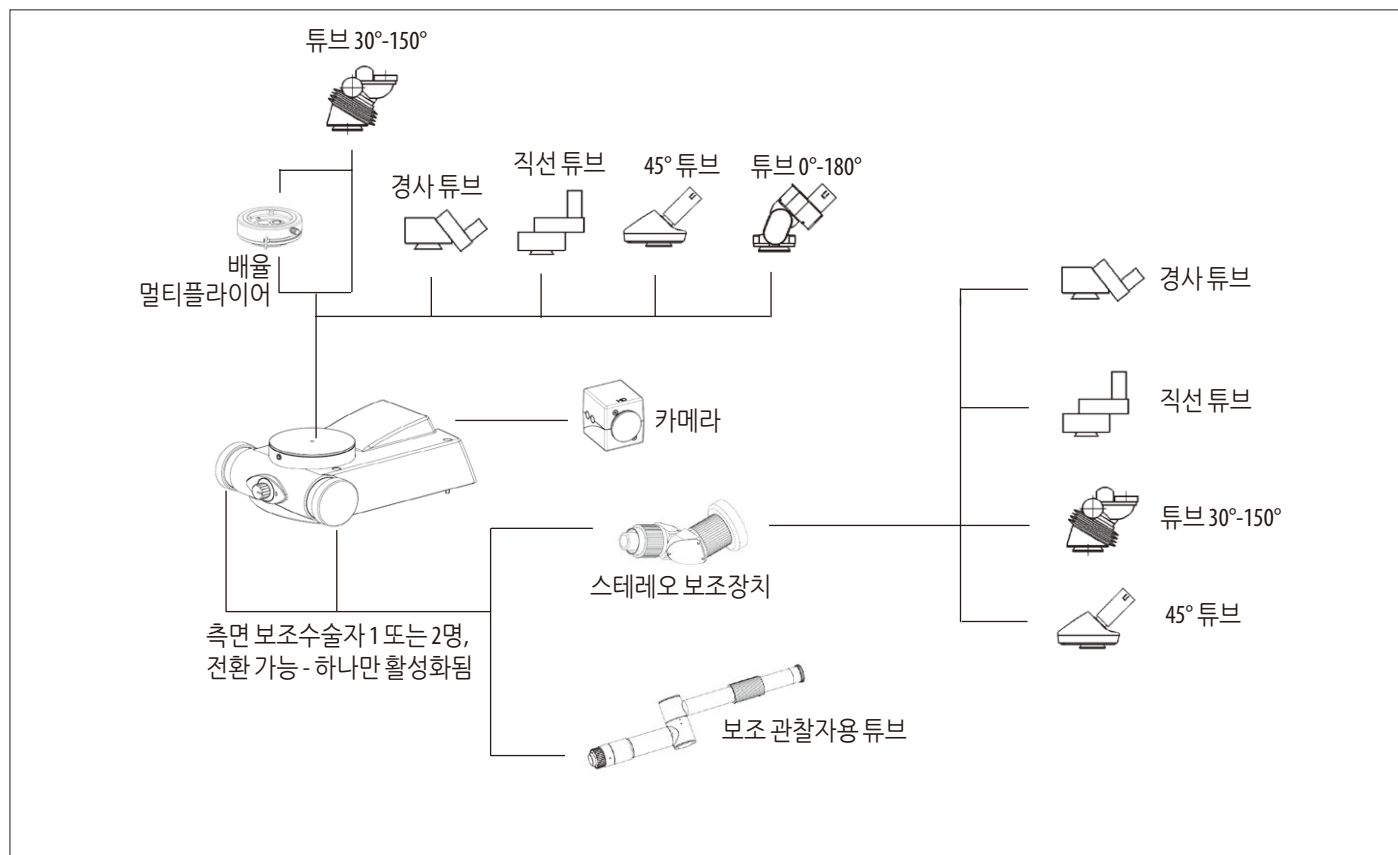 튜브 30°-150°
경사 튜브
직선 튜브
45° 튜브
튜브 0°-180°
배율
멀티플라이어
HD
카메라
스테레오 보조장치
측면 보조수술자 1 또는 2명,
전환 가능 - 하나만 활성화됨
보조 관찰자용 튜브
경사 튜브
직선 튜브
튜브 30°-150°
45° 튜브